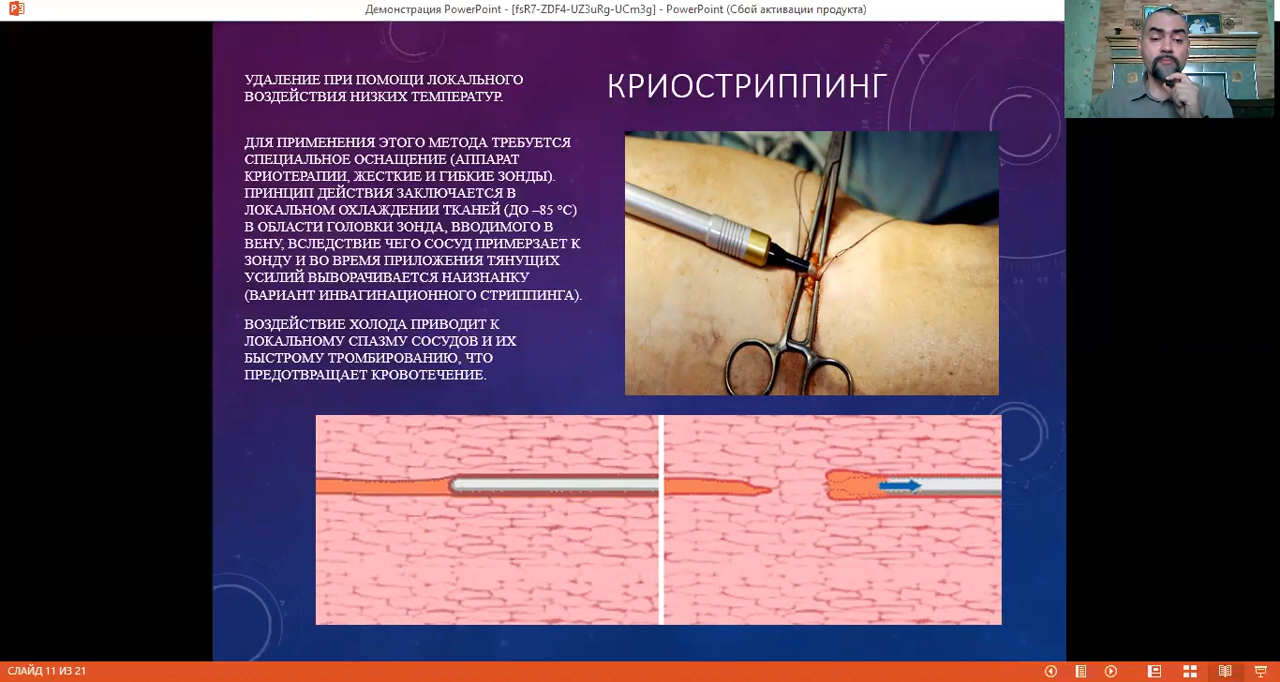 Демонстрация PowerPoint - [fsR7-ZDF4-UZ3uRg-UCm3g] - PowerPoint (Сбой активации продукта)
УДАЛЕНИЕ ПРИ ПОМОЩИ ЛОКАЛЬНОГО
ВОЗДЕЙСТВИЯ НИЗКИХ ТЕМПЕРАТУР.
КРИОСТРИППИНГ
ДЛЯ ПРИМЕНЕНИЯ ЭТОГО МЕТОДА ТРЕБУЕТСЯ
СПЕЦИАЛЬНОЕ ОСНАЩЕНИЕ (АППАРАТ
КРИОТЕРАПИИ, ЖЕСТКИЕ И ГИБКИЕ ЗОНДЫ).
ПРИНЦИП ДЕЙСТВИЯ ЗАКЛЮЧАЕТСЯ В
ЛОКАЛЬНОМ ОХЛАЖДЕНИИ ТКАНЕЙ (ДО –85 °С)
В ОБЛАСТИ ГОЛОВКИ ЗОНДА, ВВОДИМОГО В
ВЕНУ, ВСЛЕДСТВИЕ ЧЕГО СОСУД ПРИМЕРЗАЕТ К
ЗОНДУ И ВО ВРЕМЯ ПРИЛОЖЕНИЯ ТЯНУЩИХ
УСИЛИЙ ВЫВОРАЧИВАЕТСЯ НАИЗНАНКУ
(ВАРИАНТ ИНВАГИНАЦИОННОГО СТРИППИНГА).
ВОЗДЕЙСТВИЕ ХОЛОДА ПРИВОДИТ К
ЛОКАЛЬНОМУ СПАЗМУ СОСУДОВ И ИХ
БЫСТРОМУ ТРОМБИРОВАНИЮ, ЧТО
ПРЕДОТВРАЩАЕТ КРОВОТЕЧЕНИЕ.
СЛАЙД 11 ИЗ 21